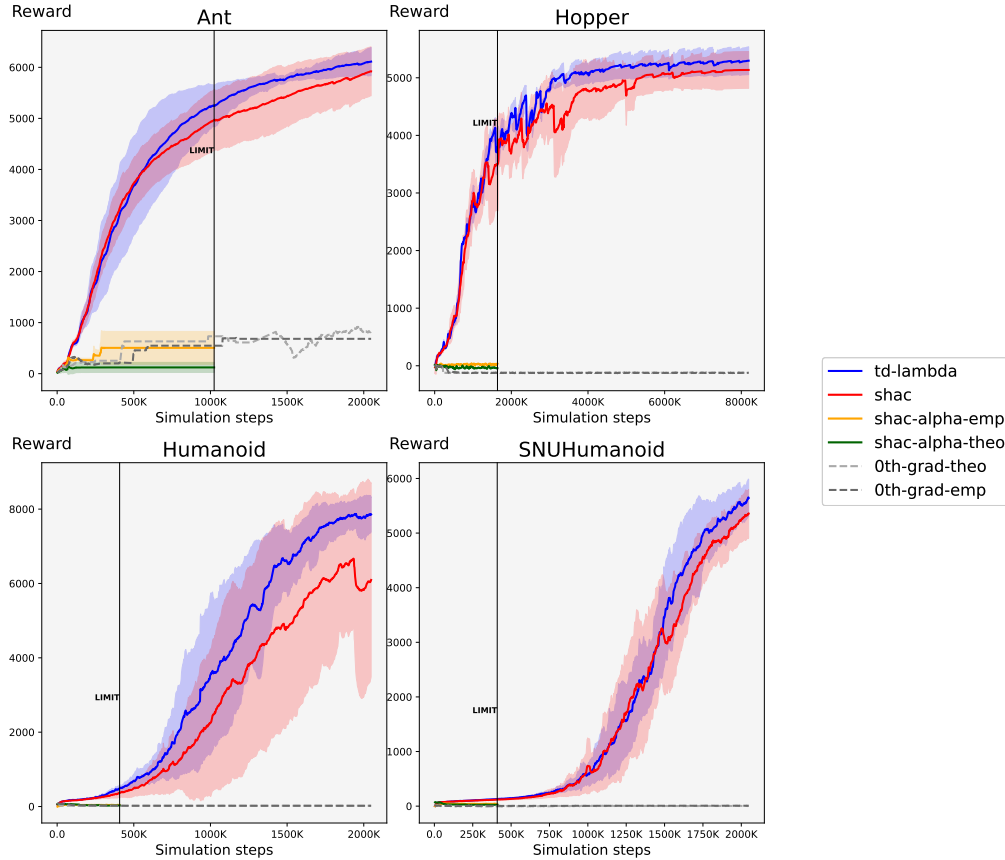 Reward
Ant
6000
5000
4000
3000
2000
1000
0
LIMIT
0.0
500K
1000K
1500K
2000K
Simulation steps
Reward
Hopper
5000
4000
3000
2000
1000
0
LIMIT
0.0
2000K
4000K
6000K
8000K
Simulation steps
td-lambda
shac
shac-alpha-emp
shac-alpha-theo
0th-grad-theo
0th-grad-emp
Reward
Humanoid
8000
6000
4000
2000
0
LIMIT
0.0
500K
1000K
1500K
2000K
Simulation steps
Reward
SNUHumanoid
6000
5000
4000
3000
2000
1000
0
LIMIT
0.0
250K
500K
750K
1000K
1250K
1500K
1750K
2000K
Simulation steps